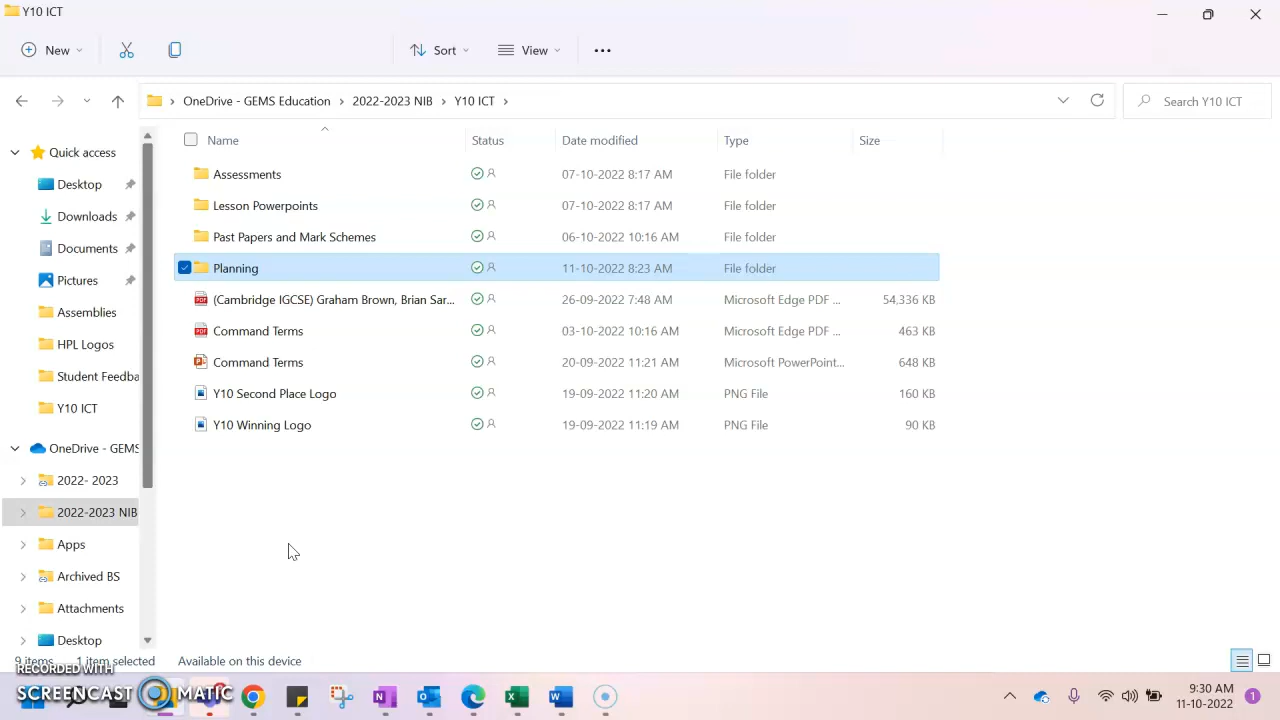 Y10 ICT
New
Sort
View
OneDrive - GEMS Education
2022-2023 NIB
Y10 ICT
Search Y10 ICT
Name
Status
Date modified
Type
Size
Quick access
Desktop
Downloads
Documents
Pictures
Assemblies
HPL Logos
Student Feedba
Y10 ICT
OneDrive - GEMS
2022- 2023
2022-2023 NIB
Apps
Archived BS
Attachments
Desktop
Assessments 07-10-2022 8:17 AM File folder
Lesson Powerpoints 07-10-2022 8:17 AM File folder
Past Papers and Mark Schemes 06-10-2022 10:16 AM File folder
Planning 11-10-2022 8:23 AM File folder
(Cambridge IGCSE) Graham Brown, Brian Sar... 26-09-2022 7:48 AM Microsoft Edge PDF ... 54,336 KB
Command Terms 03-10-2022 10:16 AM Microsoft Edge PDF ... 463 KB
Command Terms 20-09-2022 11:21 AM Microsoft PowerPoint... 648 KB
Y10 Second Place Logo 19-09-2022 11:20 AM PNG File 160 KB
Y10 Winning Logo 19-09-2022 11:19 AM PNG File 90 KB
9 items 1 item selected Available on this device
RECORDED WITH
SCREENCAST MATIC
9:30 AM
11-10-2022
1